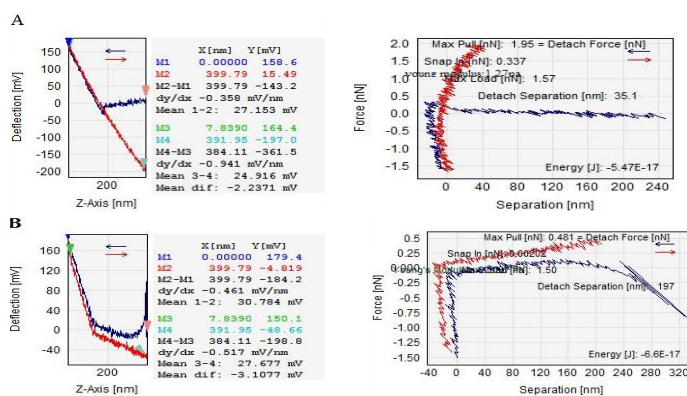 A
Deflection [mV]
150
100
50
0
-50
-100
-150
-200
200
Z-Axis [nm]
X[nm] Y[mV]
M1 0.00000 158.6
M2 399.79 15.49
M2-M1 399.79 -143.2
dy/dx -0.358 mV/nm
Mean 1-2: 27.153 mV
M3 7.8390 164.4
M4 391.95 -197.0
M4-M3 384.11 -361.5
dy/dx -0.941 mV/nm
Mean 3-4: 24.916 mV
Mean dif: -2.2371 mV
Force [nN]
2.0
1.5
1.0
0.5
0.0
-0.5
-1.0
-1.5
Max Pull [nN]: 1.95 = Detach Force [nN]
Snap In [nN]: 0.337
Max Load [nN]: 1.57
Detach Separation [nm]: 35.1
Energy [J]: -5.47E-17
0 40 80 120 160 200 240
Separation [nm]
B
Deflection [mV]
160
120
80
40
0
-40
200
Z-Axis [nm]
X[nm] Y[mV]
M1 0.00000 179.4
M2 399.79 -4.819
M2-M1 399.79 -184.2
dy/dx -0.461 mV/nm
Mean 1-2: 30.784 mV
M3 7.8390 150.1
M4 391.95 -48.66
M4-M3 384.11 -198.8
dy/dx -0.517 mV/nm
Mean 3-4: 27.677 mV
Mean dif: -3.1077 mV
Force [nN]
0.5
0.25
0.000
-0.25
-0.50
-0.75
-1.00
-1.25
-1.50
Max Pull [nN]: 0.481 = Detach Force [nN]
Snap In [nN]: 0.00202
1.50
Detach Separation [nm] 197
Energy [J]: -6.6E-17
-40 0 40 80 120 160 200 240 280 320
Separation [nm]